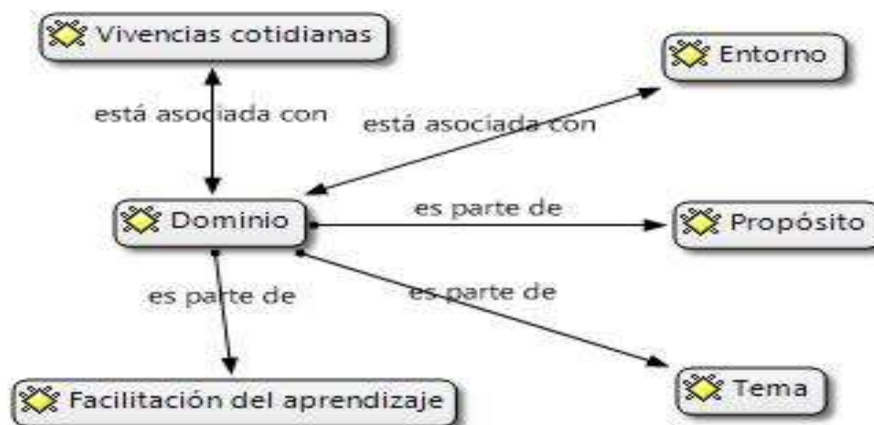 Vivencias cotidianas
Entorno
está asociada con
está asociada con
Dominio
es parte de
Propósito
es parte de
es parte de
Facilitación del aprendizaje
Tema